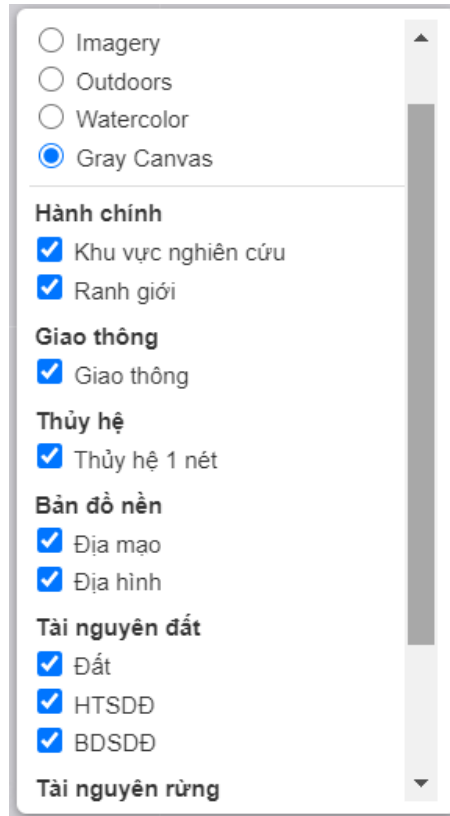 Imagery
Outdoors
Watercolor
Gray Canvas
Hành chính
Khu vực nghiên cứu
Ranh giới
Giao thông
Giao thông
Thủy hệ
Thủy hệ 1 nét
Bản đồ nền
Địa mạo
Địa hình
Tài nguyên đất
Đất
HTSDĐ
BDSDĐ
Tài nguyên rừng